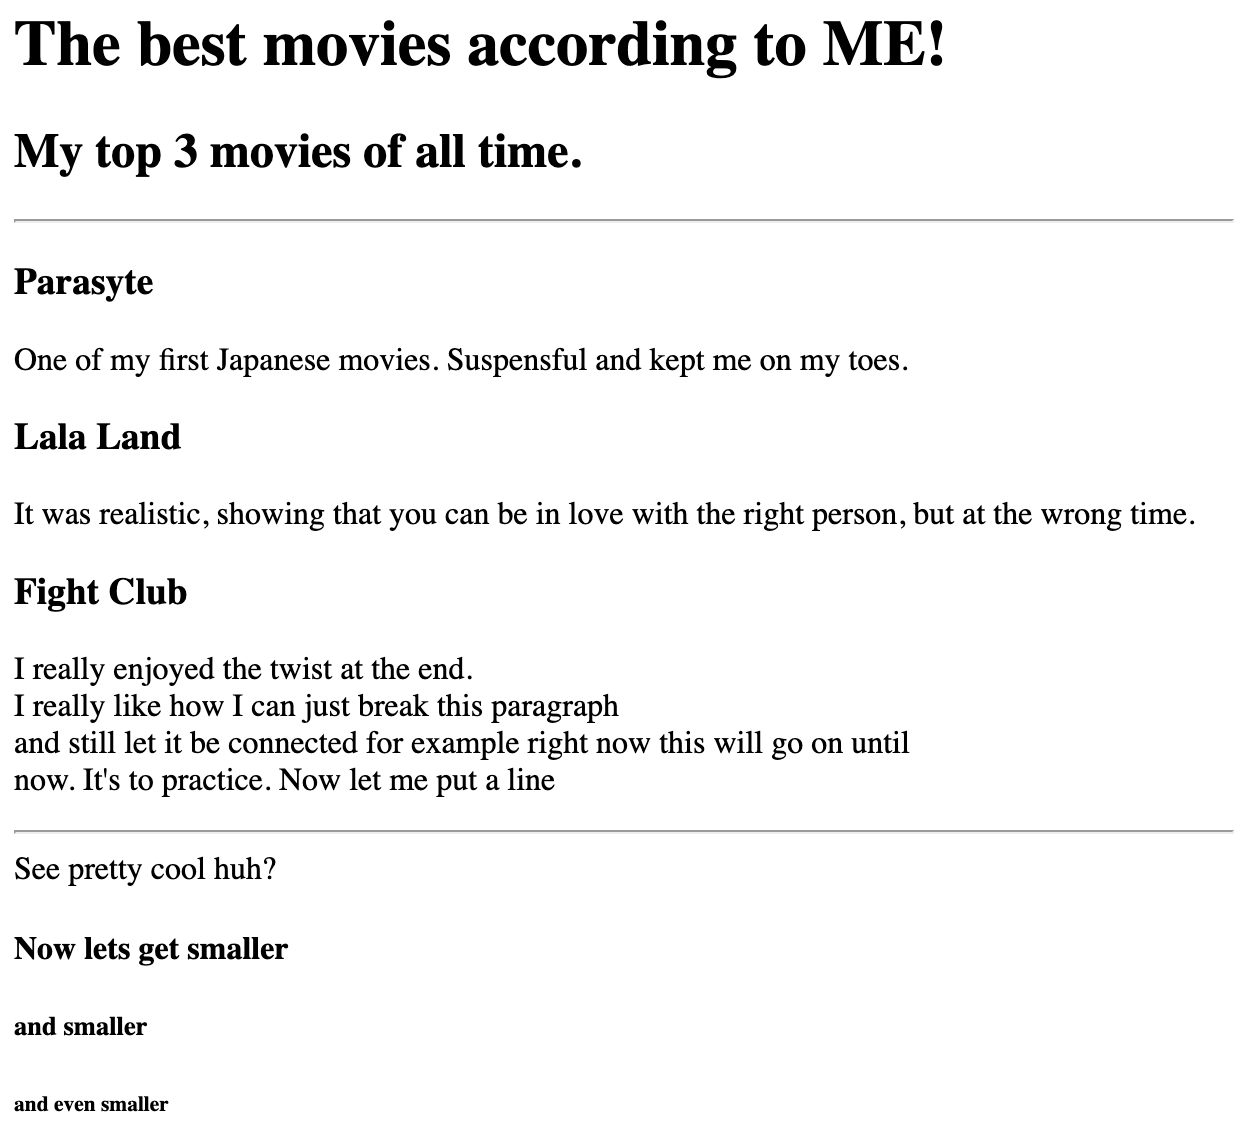 The best movies according to ME!
My top 3 movies of all time.
Parasyte
One of my first Japanese movies. Suspensful and kept me on my toes.
Lala Land
It was realistic, showing that you can be in love with the right person, but at the wrong time.
Fight Club
I really enjoyed the twist at the end.
I really like how I can just break this paragraph
and still let it be connected for example right now this will go on until
now. It's to practice. Now let me put a line
See pretty cool huh?
Now lets get smaller
and smaller
and even smaller